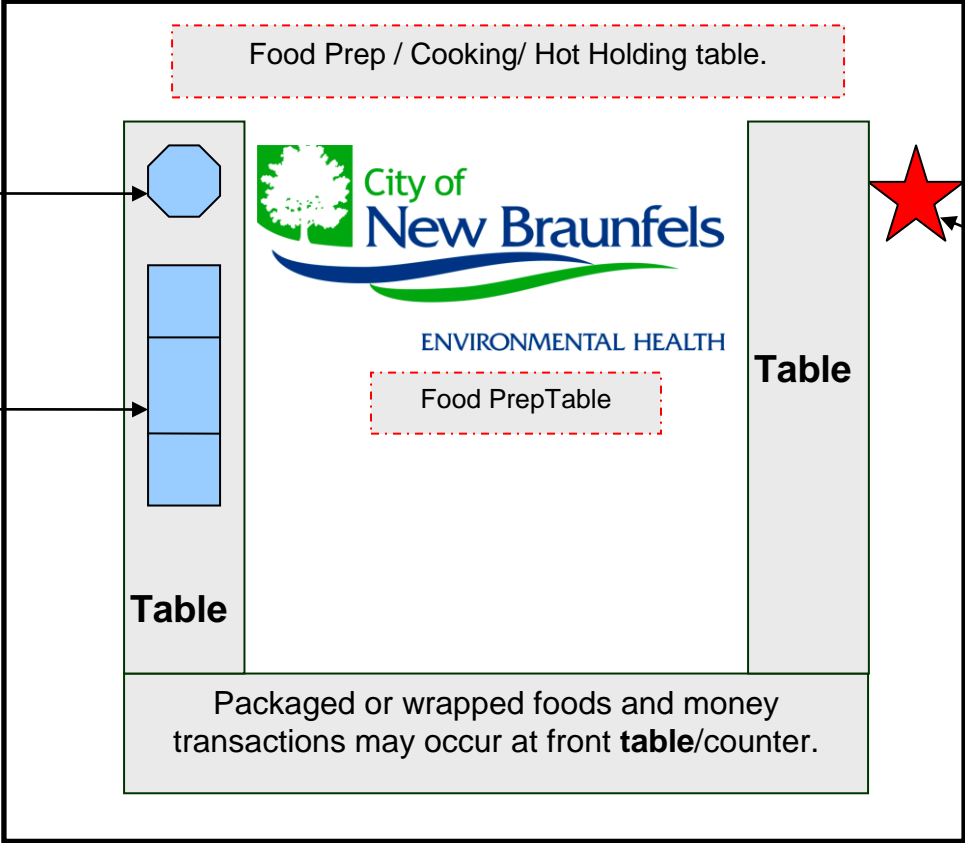 Food Prep / Cooking/ Hot Holding table.
City of
New Braunfels
ENVIRONMENTAL HEALTH
Table
Food PrepTable
Table
Packaged or wrapped foods and money
transactions may occur at front table/counter.